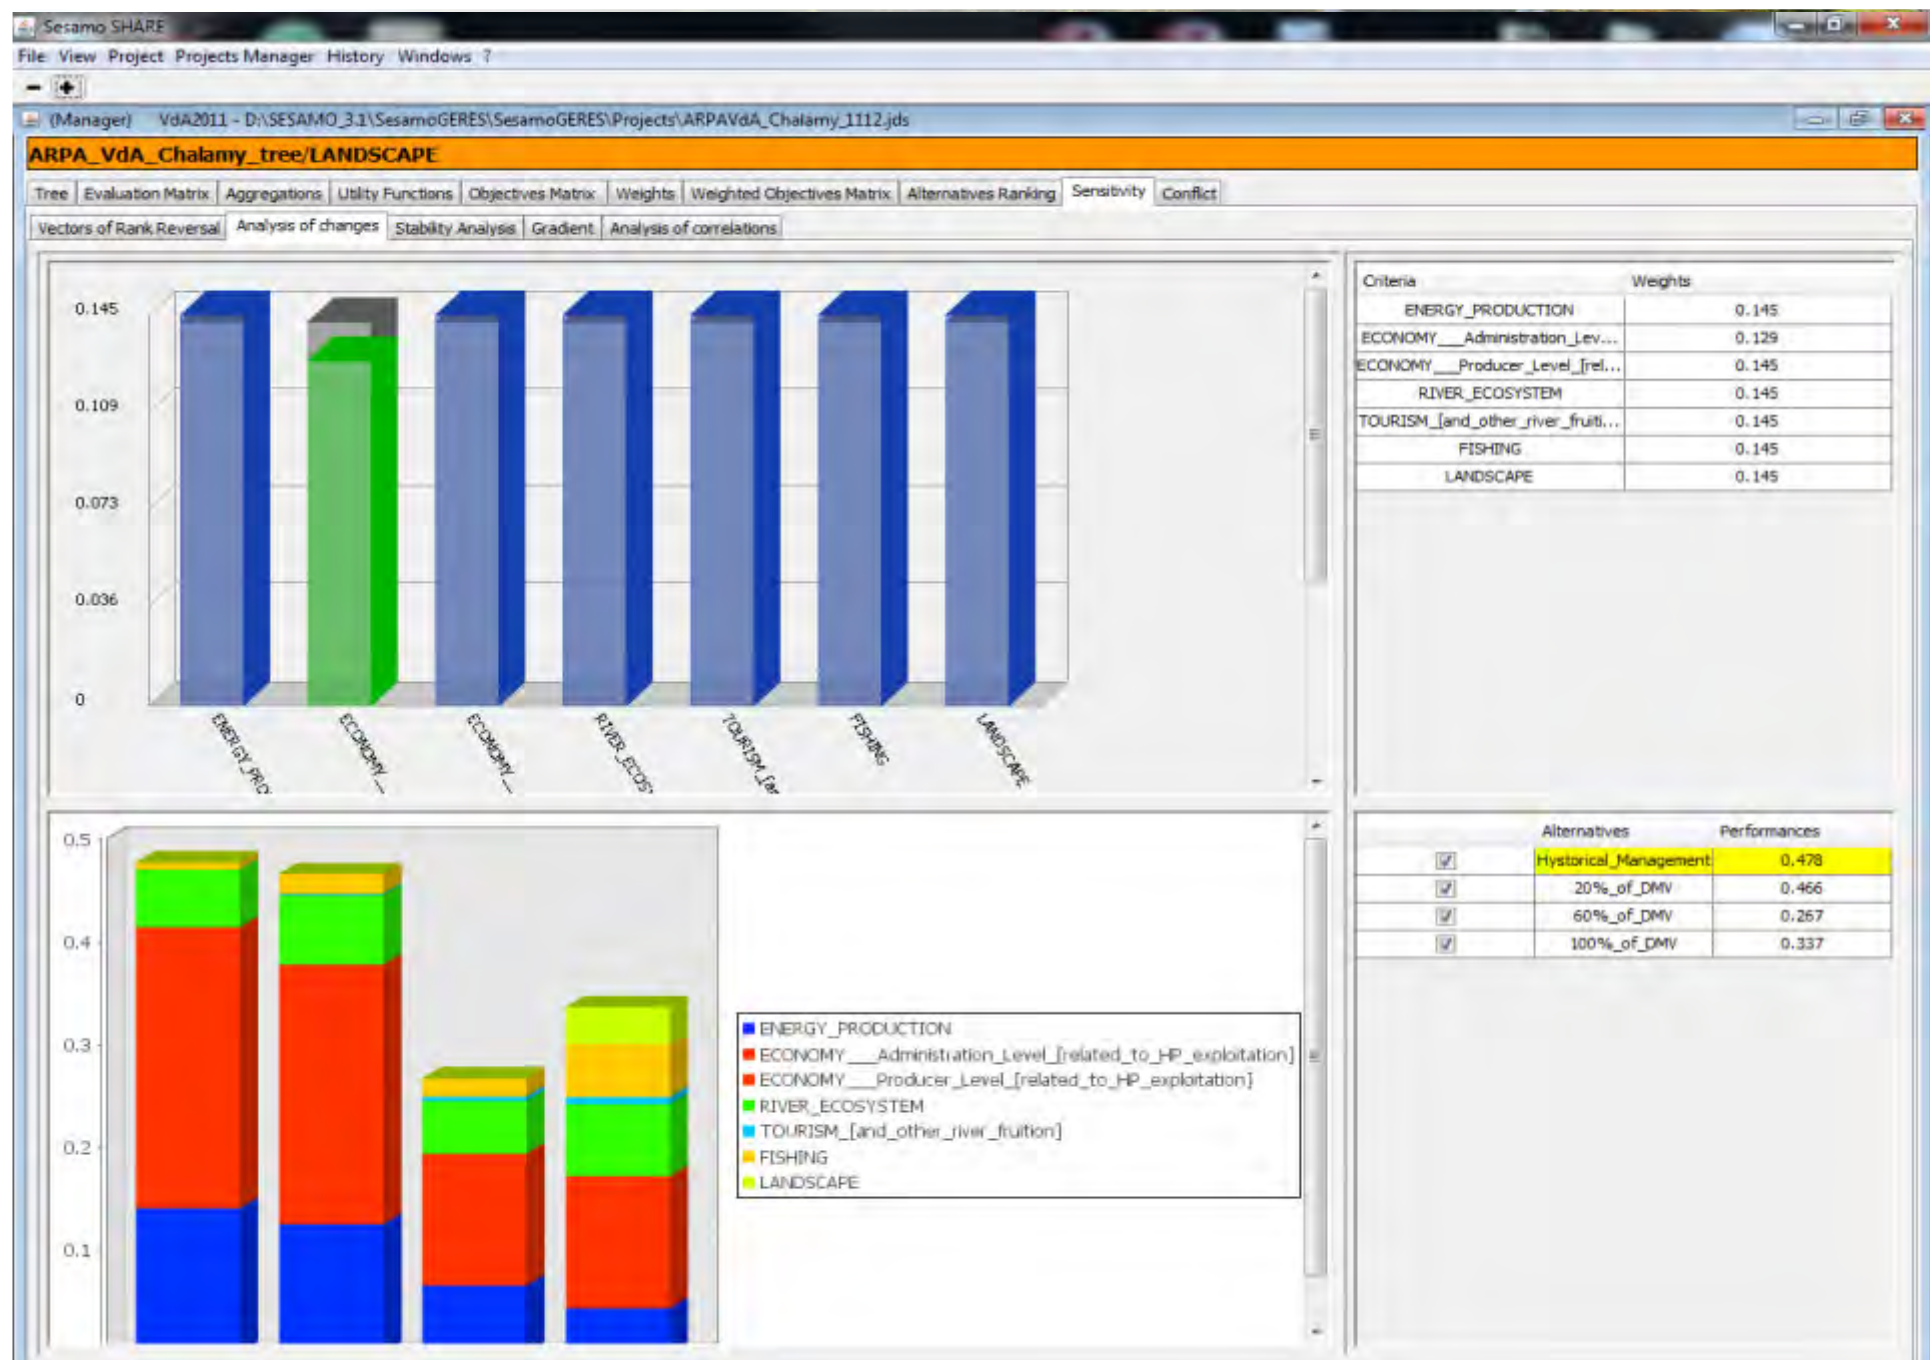 Sesamo SHARE
File View Project Projects Manager History Windows ?
(Manager) VdA2011 - D:\SESAMO_3.1\SesamoGERES\SesamoGERES\Projects\ARPAVdA_Chalamy_1112.jds
ARPA_VdA_Chalamy_tree/LANDSCAPE
Tree Evaluation Matrix Aggregations Utility Functions Objectives Matrix Weights Weighted Objectives Matrix Alternatives Ranking Sensitivity Conflict
Vectors of Rank Reversal Analysis of changes Stability Analysis Gradient Analysis of correlations
0.145
0.109
0.073
0.036
0
ENERGY_PRO
ECONOMY_
ECONOMY_
RIVER_ECOS
TOURISM_[ar
FISHING
LANDSCAPE
Criteria Weights
ENERGY_PRODUCTION 0.145
ECONOMY___Administration_Lev... 0.129
ECONOMY___Producer_Level_[rel... 0.145
RIVER_ECOSYSTEM 0.145
TOURISM_[and_other_river_fruiti... 0.145
FISHING 0.145
LANDSCAPE 0.145
0.5
0.4
0.3
0.2
0.1
ENERGY_PRODUCTION
ECONOMY___Administration_Level_[related_to_HP_exploitation]
ECONOMY___Producer_Level_[related_to_HP_exploitation]
RIVER_ECOSYSTEM
TOURISM_[and_other_river_fruition]
FISHING
LANDSCAPE
Alternatives Performances
Hystorical_Management 0.478
20%_of_DMV 0.466
60%_of_DMV 0.267
100%_of_DMV 0.337